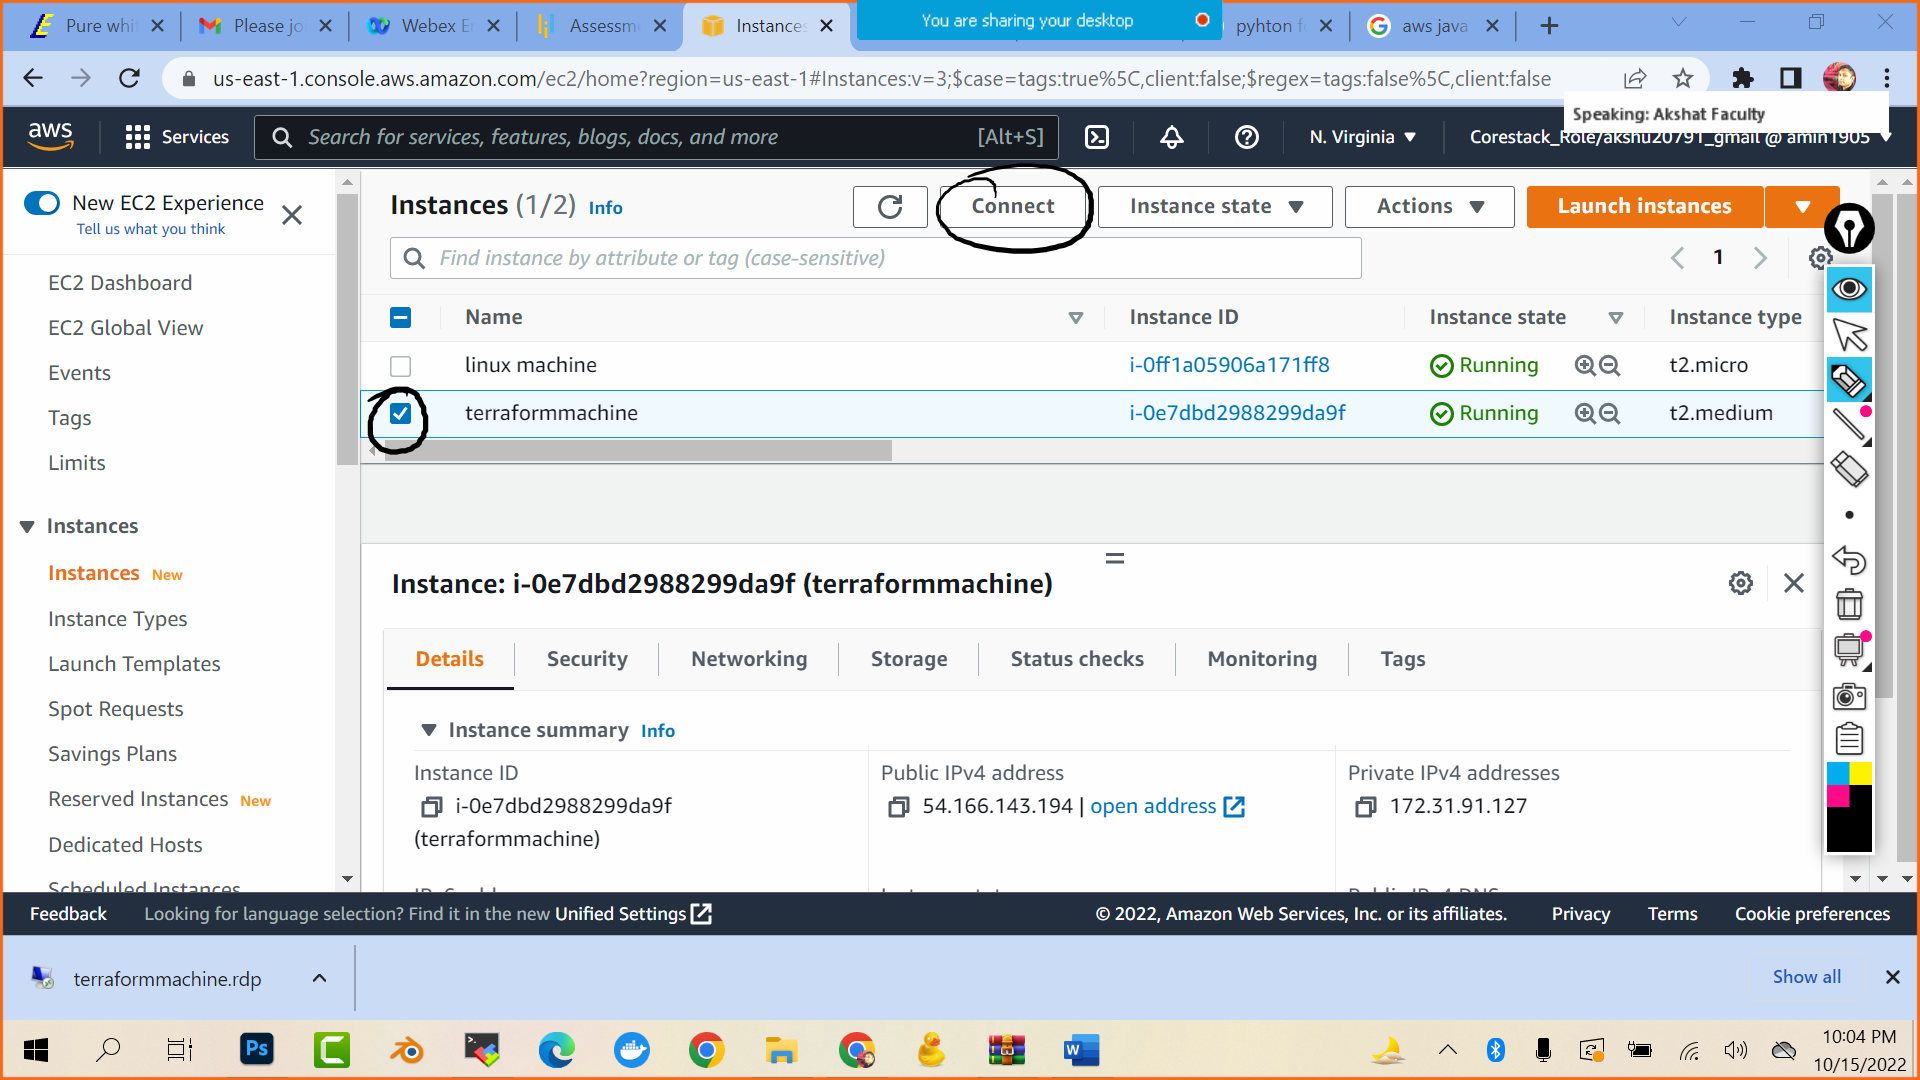 Pure whi
Please jo
Webex E
Assessm
Instances
You are sharing your desktop
pyhton f
aws java
us-east-1.console.aws.amazon.com/ec2/home?region=us-east-1#Instances:v=3;$case=tags:true%5C,client:false;$regex=tags:false%5C,client:false
Speaking: Akshat Faculty
aws
Services
Search for services, features, blogs, docs, and more
[Alt+S]
N. Virginia
Corestack_Role/akshu20791_gmail @ amin1905
New EC2 Experience
Tell us what you think
EC2 Dashboard
EC2 Global View
Events
Tags
Limits
Instances
Instances New
Instance Types
Launch Templates
Spot Requests
Savings Plans
Reserved Instances New
Dedicated Hosts
Scheduled Instances
Instances (1/2) Info
Connect
Instance state
Actions
Launch instances
Find instance by attribute or tag (case-sensitive)
1
Name Instance ID Instance state Instance type
linux machine i-0ff1a05906a171ff8 Running t2.micro
terraformmachine i-0e7dbd2988299da9f Running t2.medium
Instance: i-0e7dbd2988299da9f (terraformmachine)
Details Security Networking Storage Status checks Monitoring Tags
Instance summary Info
Instance ID
i-0e7dbd2988299da9f
(terraformmachine)
Public IPv4 address
54.166.143.194 | open address
Private IPv4 addresses
172.31.91.127
Feedback
Looking for language selection? Find it in the new Unified Settings
© 2022, Amazon Web Services, Inc. or its affiliates.
Privacy
Terms
Cookie preferences
terraformmachine.rdp
Show all
Ps
C
W
10:04 PM
10/15/2022